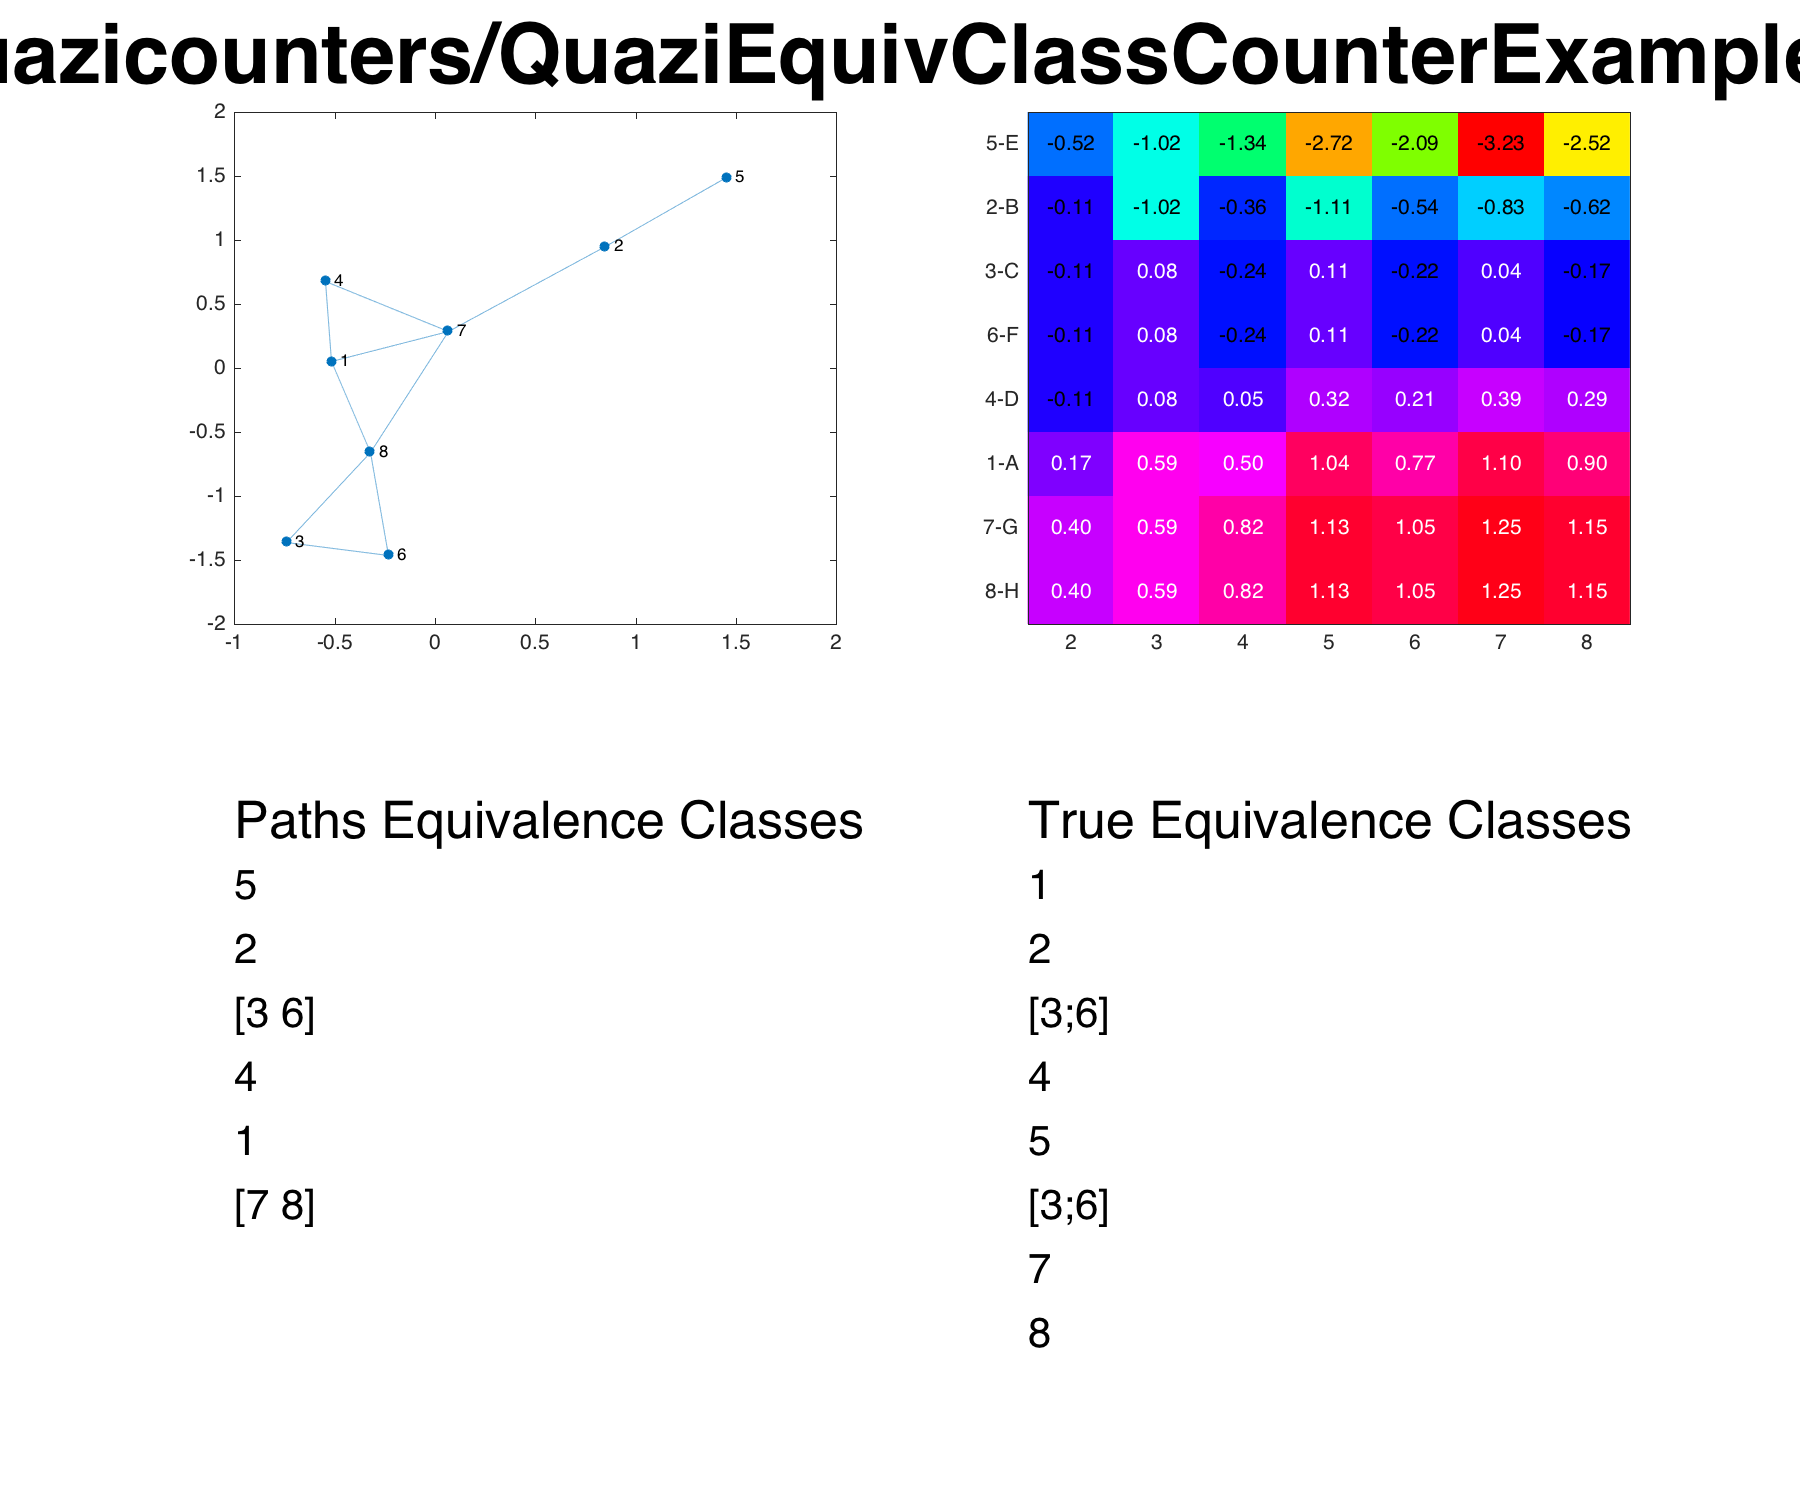 uazicounters/QuaziEquivClassCounterExample
2
1.5
1
0.5
0
-0.5
-1
-1.5
-2
-1 -0.5 0 0.5 1 1.5 2
5
2
4
7
1
8
3
6
5-E -0.52 -1.02 -1.34 -2.72 -2.09 -3.23 -2.52
2-B -0.11 -1.02 -0.36 -1.11 -0.54 -0.83 -0.62
3-C -0.11 0.08 -0.24 0.11 -0.22 0.04 -0.17
6-F -0.11 0.08 -0.24 0.11 -0.22 0.04 -0.17
4-D -0.11 0.08 0.05 0.32 0.21 0.39 0.29
1-A 0.17 0.59 0.50 1.04 0.77 1.10 0.90
7-G 0.40 0.59 0.82 1.13 1.05 1.25 1.15
8-H 0.40 0.59 0.82 1.13 1.05 1.25 1.15
2 3 4 5 6 7 8
Paths Equivalence Classes
5
2
[3 6]
4
1
[7 8]
True Equivalence Classes
1
2
[3;6]
4
5
[3;6]
7
8